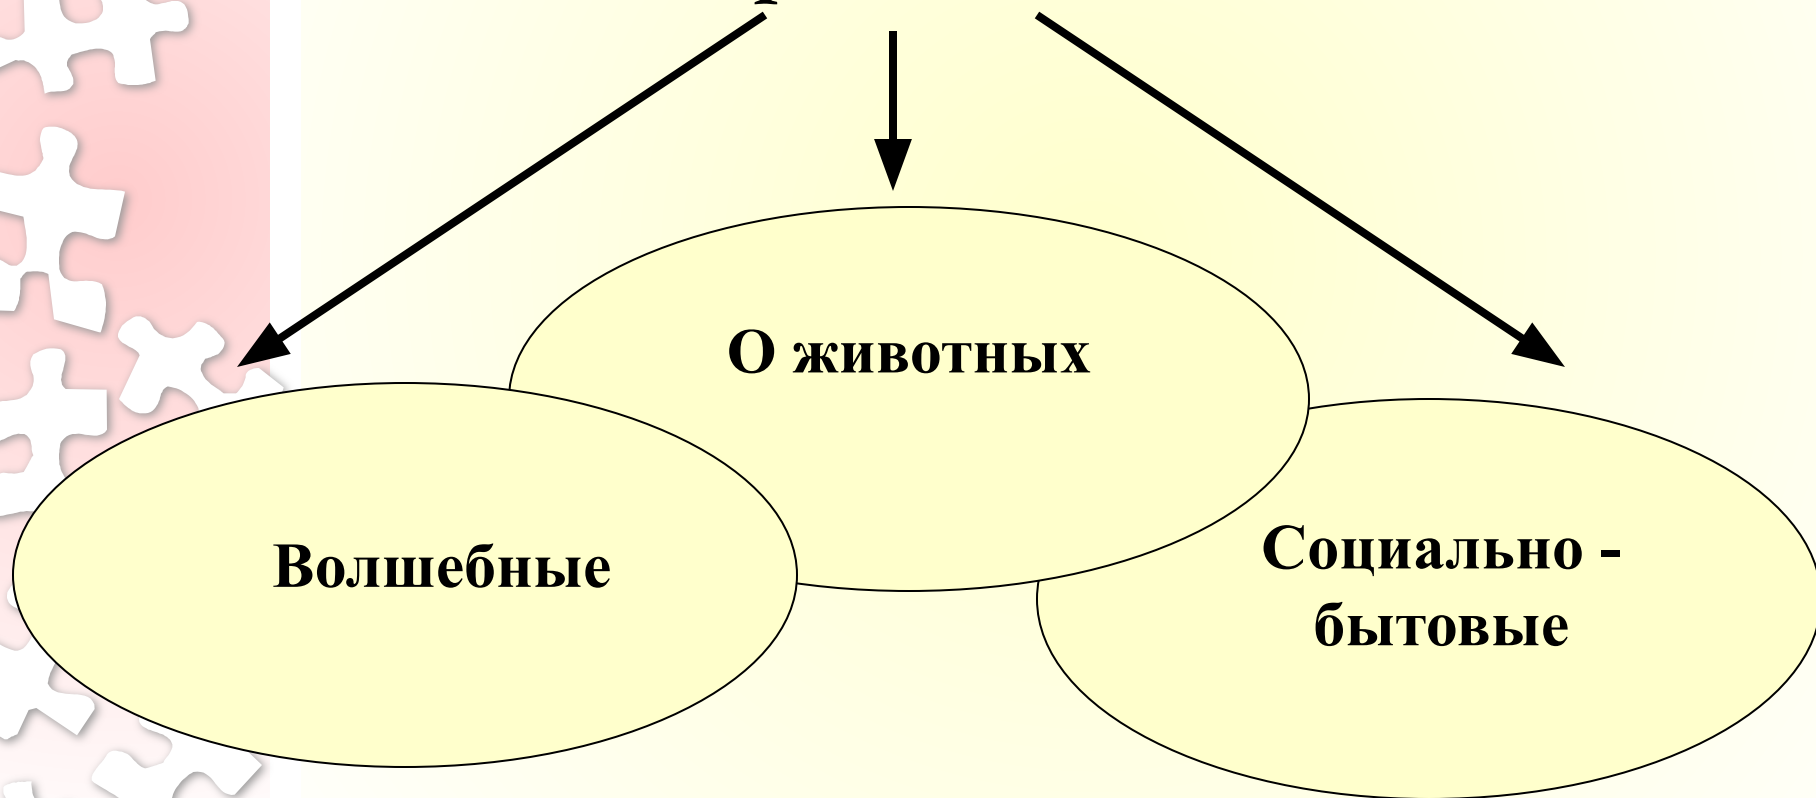 О животных
Волшебные
Социально -
бытовые